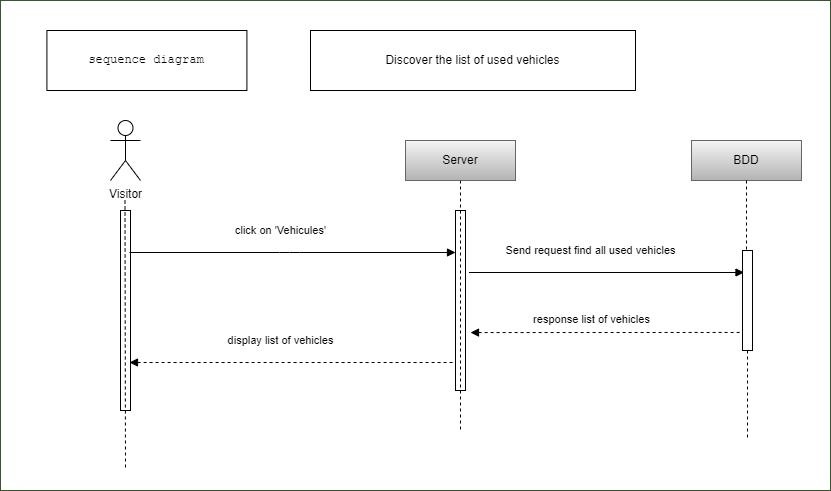 sequence diagram
Discover the list of used vehicles
Visitor
Server
BDD
click on 'Vehicules'
Send request find all used vehicles
response list of vehicles
display list of vehicles